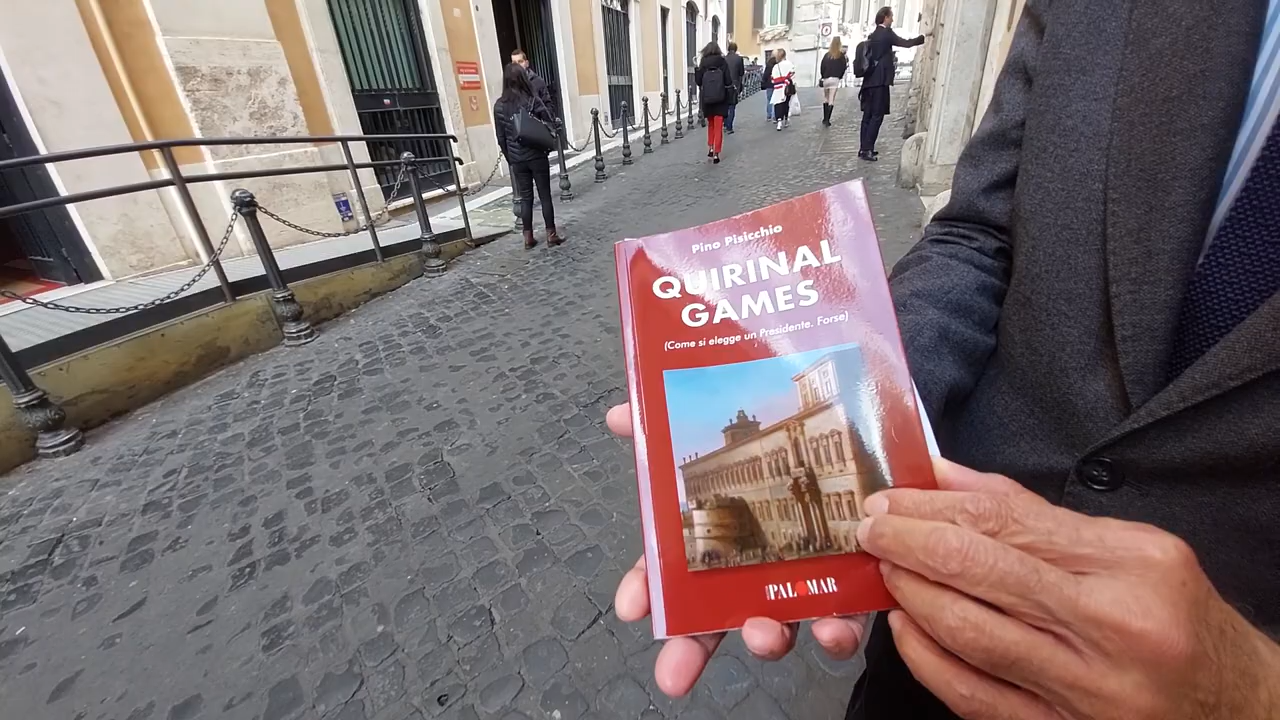 Pino Pisicchio
QUIRINAL
GAMES
(Come si elegge un Presidente. Forse)
PALOMAR